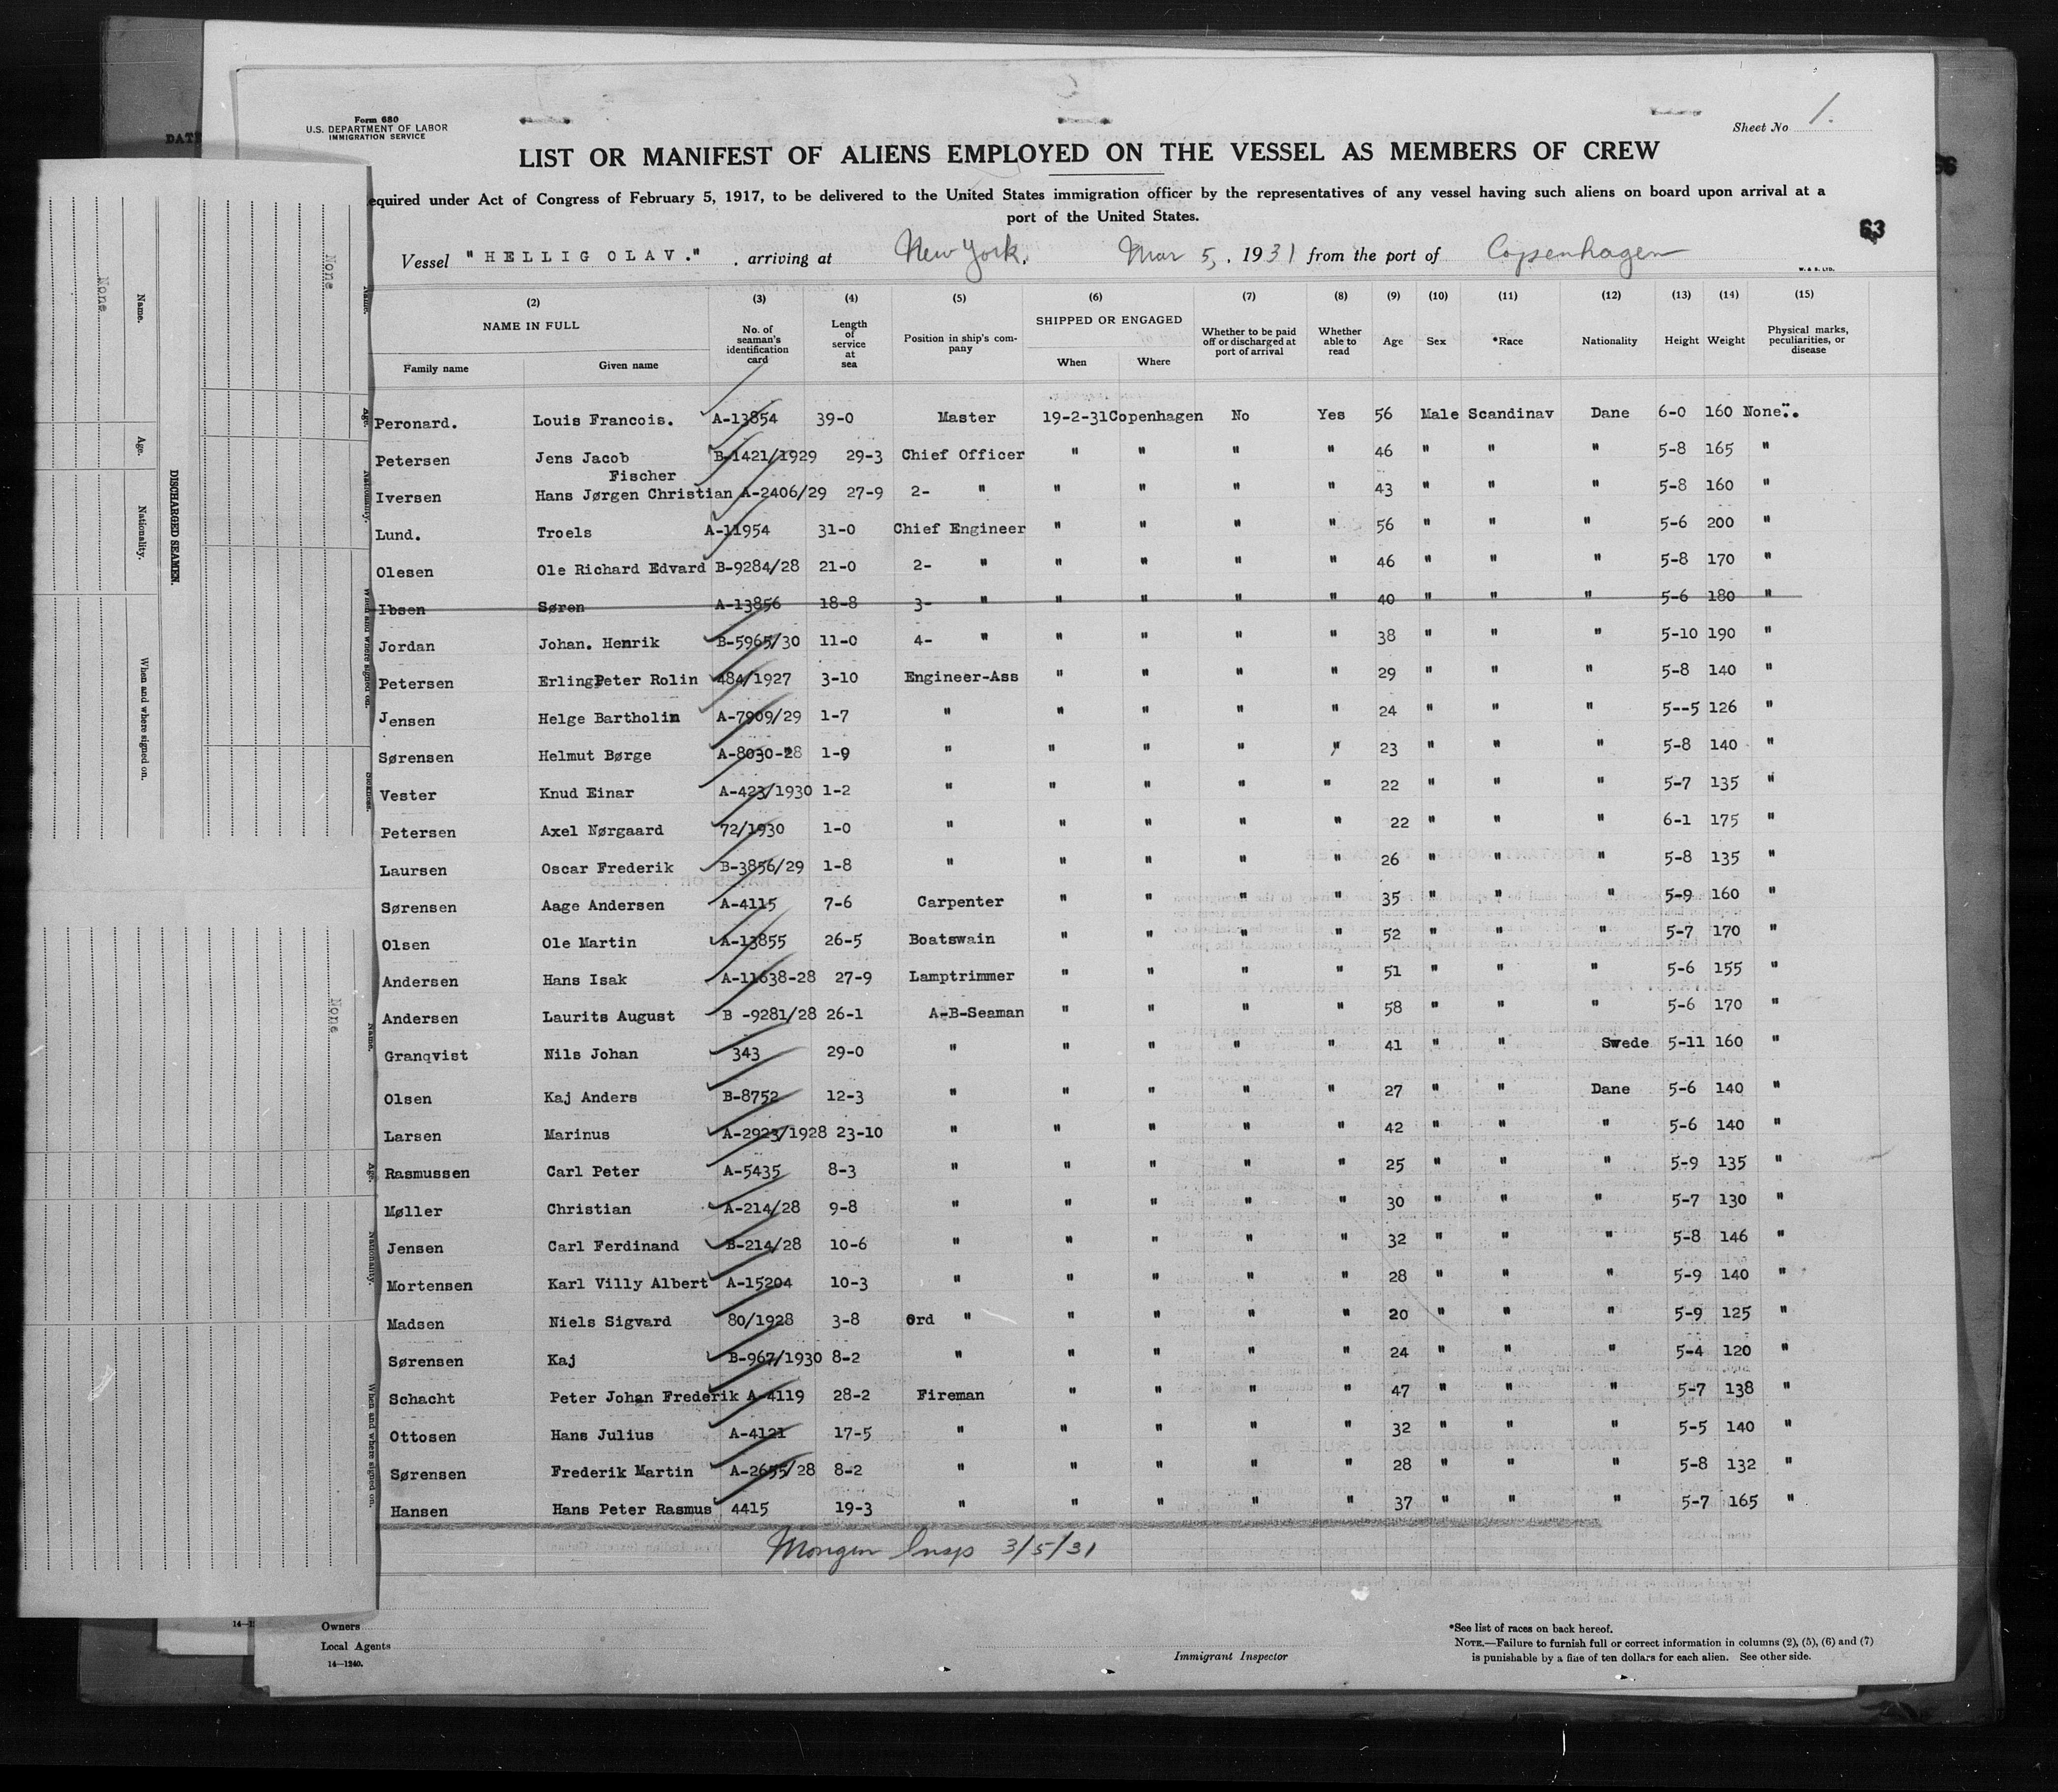 Form 680
U.S. DEPARTMENT OF LABOR
IMMIGRATION SERVICE
Sheet No 1.
LIST OR MANIFEST OF ALIENS EMPLOYED ON THE VESSEL AS MEMBERS OF CREW
equired under Act of Congress of February 5, 1917, to be delivered to the United States immigration officer by the representatives of any vessel having such aliens on board upon arrival at a
port of the United States.
63
Vessel "HELLIG OLAV." , arriving at New York, Mar 5, , 1931 from the port of Copenhagen
W. & S. LTD.
(2) (3) (4) (5) (6) (7) (8) (9) (10) (11) (12) (13) (14) (15)
NAME IN FULL No. of seaman's identification card Length of service at sea Position in ship's company SHIPPED OR ENGAGED Whether to be paid off or discharged at port of arrival Whether able to read Age Sex *Race Nationality Height Weight Physical marks, peculiarities, or disease
Family name Given name When Where
Peronard. Louis Francois. A-13854 39-0 Master 19-2-31 Copenhagen No Yes 56 Male Scandinav Dane 6-0 160 None..
Petersen Jens Jacob B-1421/1929 29-3 Chief Officer " " " " 46 " " " 5-8 165 "
Fischer
Iversen Hans Jørgen Christian A-2406/29 27-9 2- " " " " " 43 " " " 5-8 160 "
Lund. Troels A-11954 31-0 Chief Engineer " " " " 56 " " " 5-6 200 "
Olesen Ole Richard Edvard B-9284/28 21-0 2- " " " " " 46 " " " 5-8 170 "
Ibsen Søren A-13856 18-8 3- " " " " " 40 " " " 5-6 180 "
Jordan Johan. Henrik B-5965/30 11-0 4- " " " " " 38 " " " 5-10 190 "
Petersen Erling Peter Rolin 484/1927 3-10 Engineer-Ass " " " " 29 " " " 5-8 140 "
Jensen Helge Bartholin A-7909/29 1-7 " " " " " 24 " " " 5--5 126 "
Sørensen Helmut Børge A-8030-28 1-9 " " " " " 23 " " " 5-8 140 "
Vester Knud Einar A-423/1930 1-2 " " " " " 22 " " " 5-7 135 "
Petersen Axel Nørgaard 72/1930 1-0 " " " " " 22 " " " 6-1 175 "
Laursen Oscar Frederik B-3856/29 1-8 " " " " " 26 " " " 5-8 135 "
Sørensen Aage Andersen A-4115 7-6 Carpenter " " " " 35 " " " 5-9 160 "
Olsen Ole Martin A-13855 26-5 Boatswain " " " " 52 " " " 5-7 170 "
Andersen Hans Isak A-11638-28 27-9 Lamptrimmer " " " " 51 " " " 5-6 155 "
Andersen Laurits August B -9281/28 26-1 A-B-Seaman " " " " 58 " " " 5-6 170 "
Granqvist Nils Johan 343 29-0 " " " " " 41 " " Swede 5-11 160 "
Olsen Kaj Anders B-8752 12-3 " " " " " 27 " " Dane 5-6 140 "
Larsen Marinus A-2923/1928 23-10 " " " " " 42 " " " 5-6 140 "
Rasmussen Carl Peter A-5435 8-3 " " " " " 25 " " " 5-9 135 "
Møller Christian A-214/28 9-8 " " " " " 30 " " " 5-7 130 "
Jensen Carl Ferdinand B-214/28 10-6 " " " " " 32 " " " 5-8 146 "
Mortensen Karl Villy Albert A-15204 10-3 " " " " " 28 " " " 5-9 140 "
Madsen Niels Sigvard 80/1928 3-8 Ord " " " " " 20 " " " 5-9 125 "
Sørensen Kaj B-967/1930 8-2 " " " " " 24 " " " 5-4 120 "
Schacht Peter Johan Frederik A-4119 28-2 Fireman " " " " 47 " " " 5-7 138 "
Ottosen Hans Julius A-4121 17-5 " " " " " 32 " " " 5-5 140 "
Sørensen Frederik Martin A-2655/28 8-2 " " " " " 28 " " " 5-8 132 "
Hansen Hans Peter Rasmus 4415 19-3 " " " " " 37 " " " 5-7 165 "
Insp 3/5/31
Owners
Local Agents
14—1240.
Immigrant Inspector
*See list of races on back hereof.
NOTE.—Failure to furnish full or correct information in columns (2), (5), (6) and (7)
is punishable by a fine of ten dollars for each alien. See other side.
DISCHARGED SEAMEN.
Name. Age. Nationality. When and where signed on.
None
None
None
Name. Age. Nationality. When and where signed on.
Name. Age. Nationality. When and where signed on.